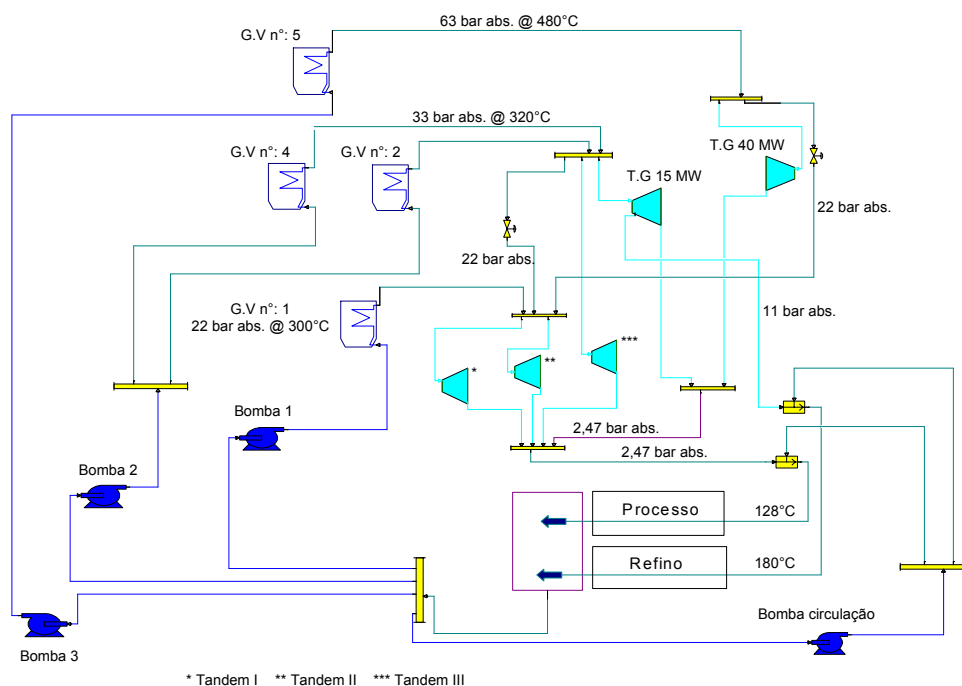 63 bar abs. @ 480°C
G.V n°: 5
33 bar abs. @ 320°C
G.V n°: 4
G.V n°: 2
T.G 40 MW
T.G 15 MW
22 bar abs.
22 bar abs.
G.V n°: 1
22 bar abs. @ 300°C
11 bar abs.
***
**
*
Bomba 1
2,47 bar abs.
2,47 bar abs.
Bomba 2
Processo
128°C
Refino
180°C
Bomba circulação
Bomba 3
* Tandem I ** Tandem II *** Tandem III